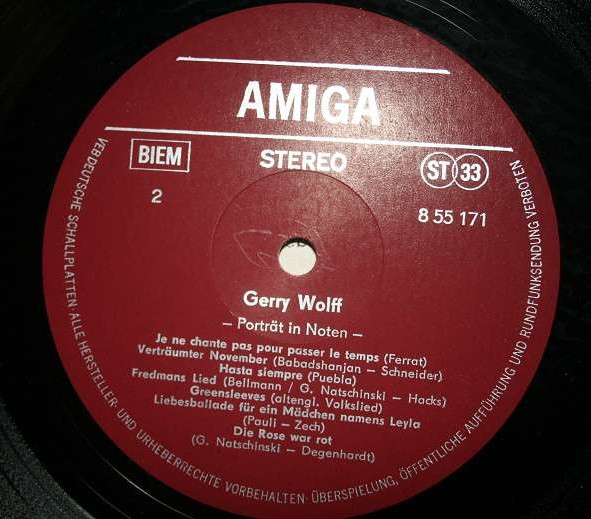 AMIGA
BIEM
STEREO
ST 33
2
8 55 171
Gerry Wolff
– Porträt in Noten –
Je ne chante pas pour passer le temps (Ferrat)
Verträumter November (Babadshanjan – Schneider)
Hasta siempre (Puebla)
Fredmans Lied (Bellmann / G. Natschinski – Hacks)
Greensleeves (altengl. Volkslied)
Liebesballade für ein Mädchen namens Leyla
(Pauli – Zech)
Die Rose war rot
(G. Natschinski – Degenhardt)
VEB DEUTSCHE SCHALLPLATTEN·ALLE HERSTELLER- UND URHEBERRECHTE VORBEHALTEN· ÜBERSPIELUNG, ÖFFENTLICHE AUFFÜHRUNG UND RUNDFUNKSENDUNG VERBOTEN